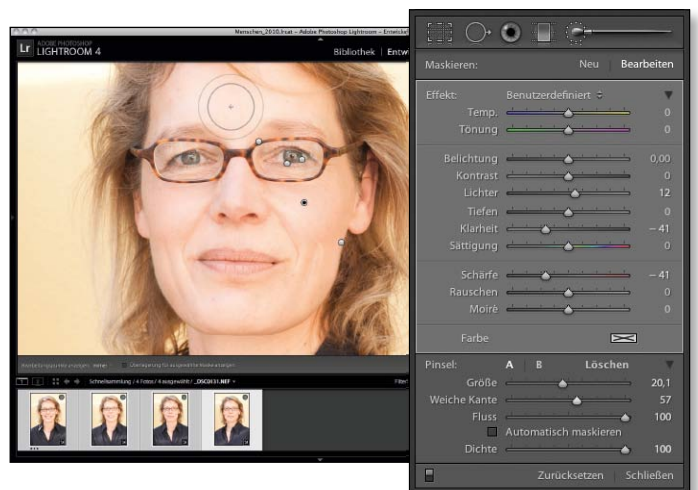 Menschen_2010.lrcat – Adobe Photoshop Lightroom – Entwickeln
Lr ADOBE PHOTOSHOP
LIGHTROOM 4
Bibliothek | Entw
Schnellsammlung / 4 Fotos / 4 ausgewählt / _DSC0131.NEF
Filter
Maskieren: Neu | Bearbeiten
Effekt: Benutzerdefiniert
Temp. 0
Tönung 0
Belichtung 0,00
Kontrast 0
Lichter 12
Tiefen 0
Klarheit – 41
Sättigung 0
Schärfe – 41
Rauschen 0
Moiré 0
Farbe
Pinsel: A | B Löschen
Größe 20,1
Weiche Kante 57
Fluss 100
Automatisch maskieren
Dichte 100
Zurücksetzen | Schließen